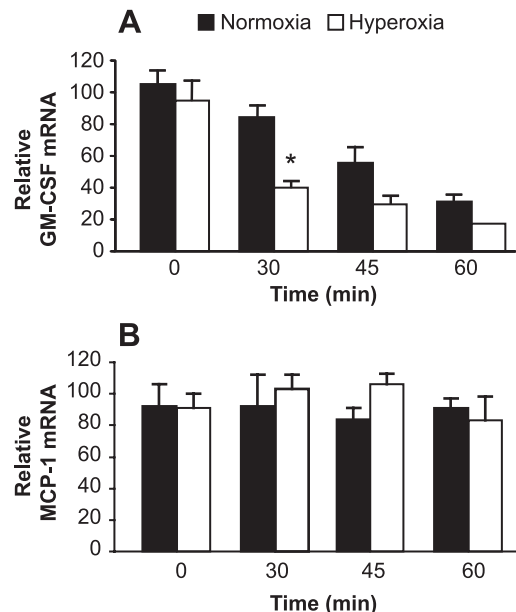 A
Normoxia Hyperoxia
Relative
GM-CSF mRNA
120
100
80
60
40
20
0
*
0 30 45 60
Time (min)
B
Relative
MCP-1 mRNA
120
100
80
60
40
20
0
0 30 45 60
Time (min)